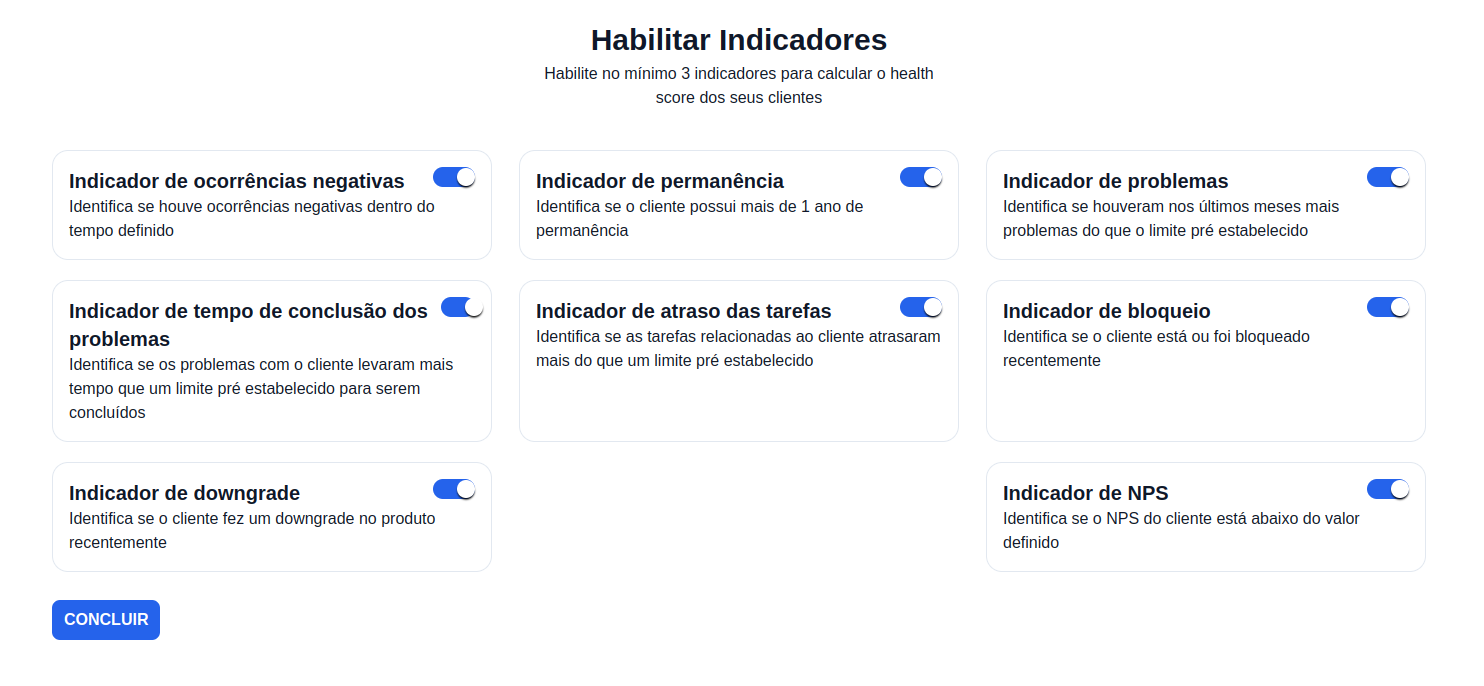 Habilitar Indicadores
Habilite no mínimo 3 indicadores para calcular o health
score dos seus clientes
Indicador de ocorrências negativas
Identifica se houve ocorrências negativas dentro do
tempo definido
Indicador de permanência
Identifica se o cliente possui mais de 1 ano de
permanência
Indicador de problemas
Identifica se houveram nos últimos meses mais
problemas do que o limite pré estabelecido
Indicador de tempo de conclusão dos
problemas
Identifica se os problemas com o cliente levaram mais
tempo que um limite pré estabelecido para serem
concluídos
Indicador de atraso das tarefas
Identifica se as tarefas relacionadas ao cliente atrasaram
mais do que um limite pré estabelecido
Indicador de bloqueio
Identifica se o cliente está ou foi bloqueado
recentemente
Indicador de downgrade
Identifica se o cliente fez um downgrade no produto
recentemente
Indicador de NPS
Identifica se o NPS do cliente está abaixo do valor
definido
CONCLUIR